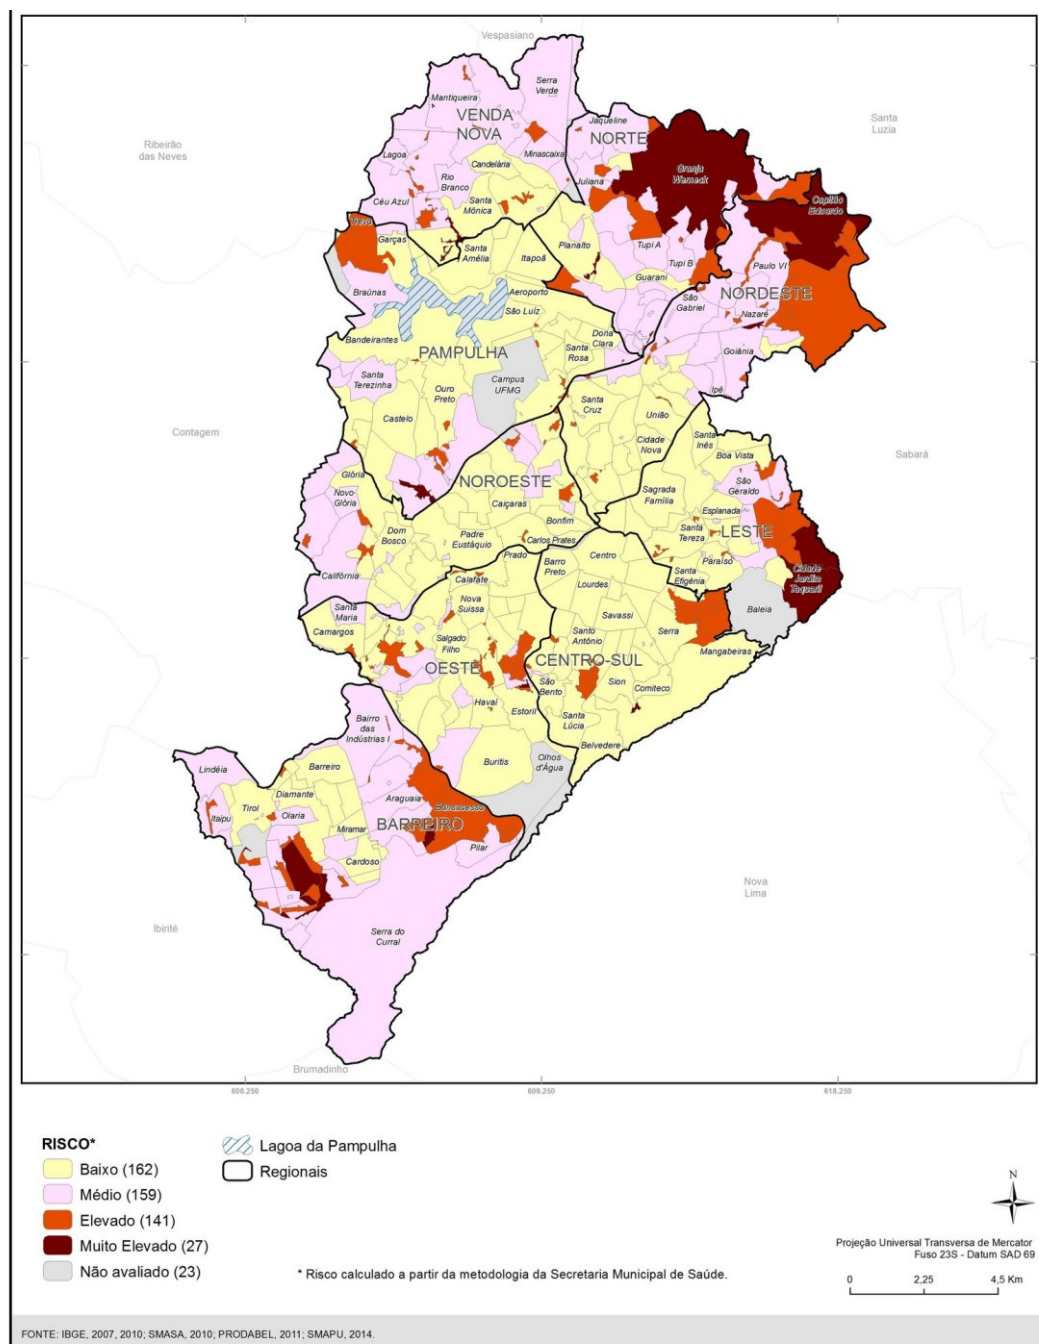 Vespasiano
Ribeirão
das Neves
Santa
Luzia
Contagem
Sabará
Nova
Lima
Ibirité
Brumadinho
Serra
Verde
Mantiqueira
VENDA
NOVA
Jaqueline
NORTE
Lagoa
Minascaixa
Candelária
Juliana
Granja
Werneck
Rio
Branco
Céu Azul
Santa
Mônica
Capitão
Eduardo
Trevo
Garças
Santa
Amélia
Itapoã
Planalto
Tupi A
Tupi B
Paulo VI
Guarani
Braúnas
Aeroporto
São Luíz
São
Gabriel
NORDESTE
Nazaré
Bandeirantes
PAMPULHA
Dona
Clara
Santa
Rosa
Goiânia
Santa
Terezinha
Campus
UFMG
Ouro
Preto
Ipê
Castelo
Santa
Cruz
União
Cidade
Nova
Santa
Inês
Boa Vista
Glória
NOROESTE
Novo
Glória
Caiçaras
Sagrada
Família
São
Geraldo
Esplanada
Dom
Bosco
Padre
Eustáquio
Bonfim
Carlos Prates
Santa
Tereza
LESTE
Prado
Barro
Preto
Centro
Paraíso
Santa
Efigênia
Cidade
Jardim
Taquaril
Califórnia
Calafate
Lourdes
Nova
Suissa
Baleia
Santa
Maria
Savassi
Camargos
Salgado
Filho
Santo
Antônio
Serra
Mangabeiras
OESTE
CENTRO-SUL
São
Bento
Sion
Comiteco
Havaí
Estoril
Santa
Lúcia
Bairro
das
Indústrias I
Belvedere
Lindéia
Barreiro
Buritis
Olhos
d'Água
Diamante
Araguaia
Bonsucesso
Tirol
Itaipu
Olaria
Miramar
BARREIRO
Pilar
Cardoso
Serra do
Curral
600.250
609.250
618.250
RISCO*
Baixo (162)
Médio (159)
Elevado (141)
Muito Elevado (27)
Não avaliado (23)
Lagoa da Pampulha
Regionais
* Risco calculado a partir da metodologia da Secretaria Municipal de Saúde.
N
Projeção Universal Transversa de Mercator
Fuso 23S - Datum SAD 69
0 2,25 4,5 Km
FONTE: IBGE, 2007, 2010; SMASA, 2010; PRODABEL, 2011; SMAPU, 2014.